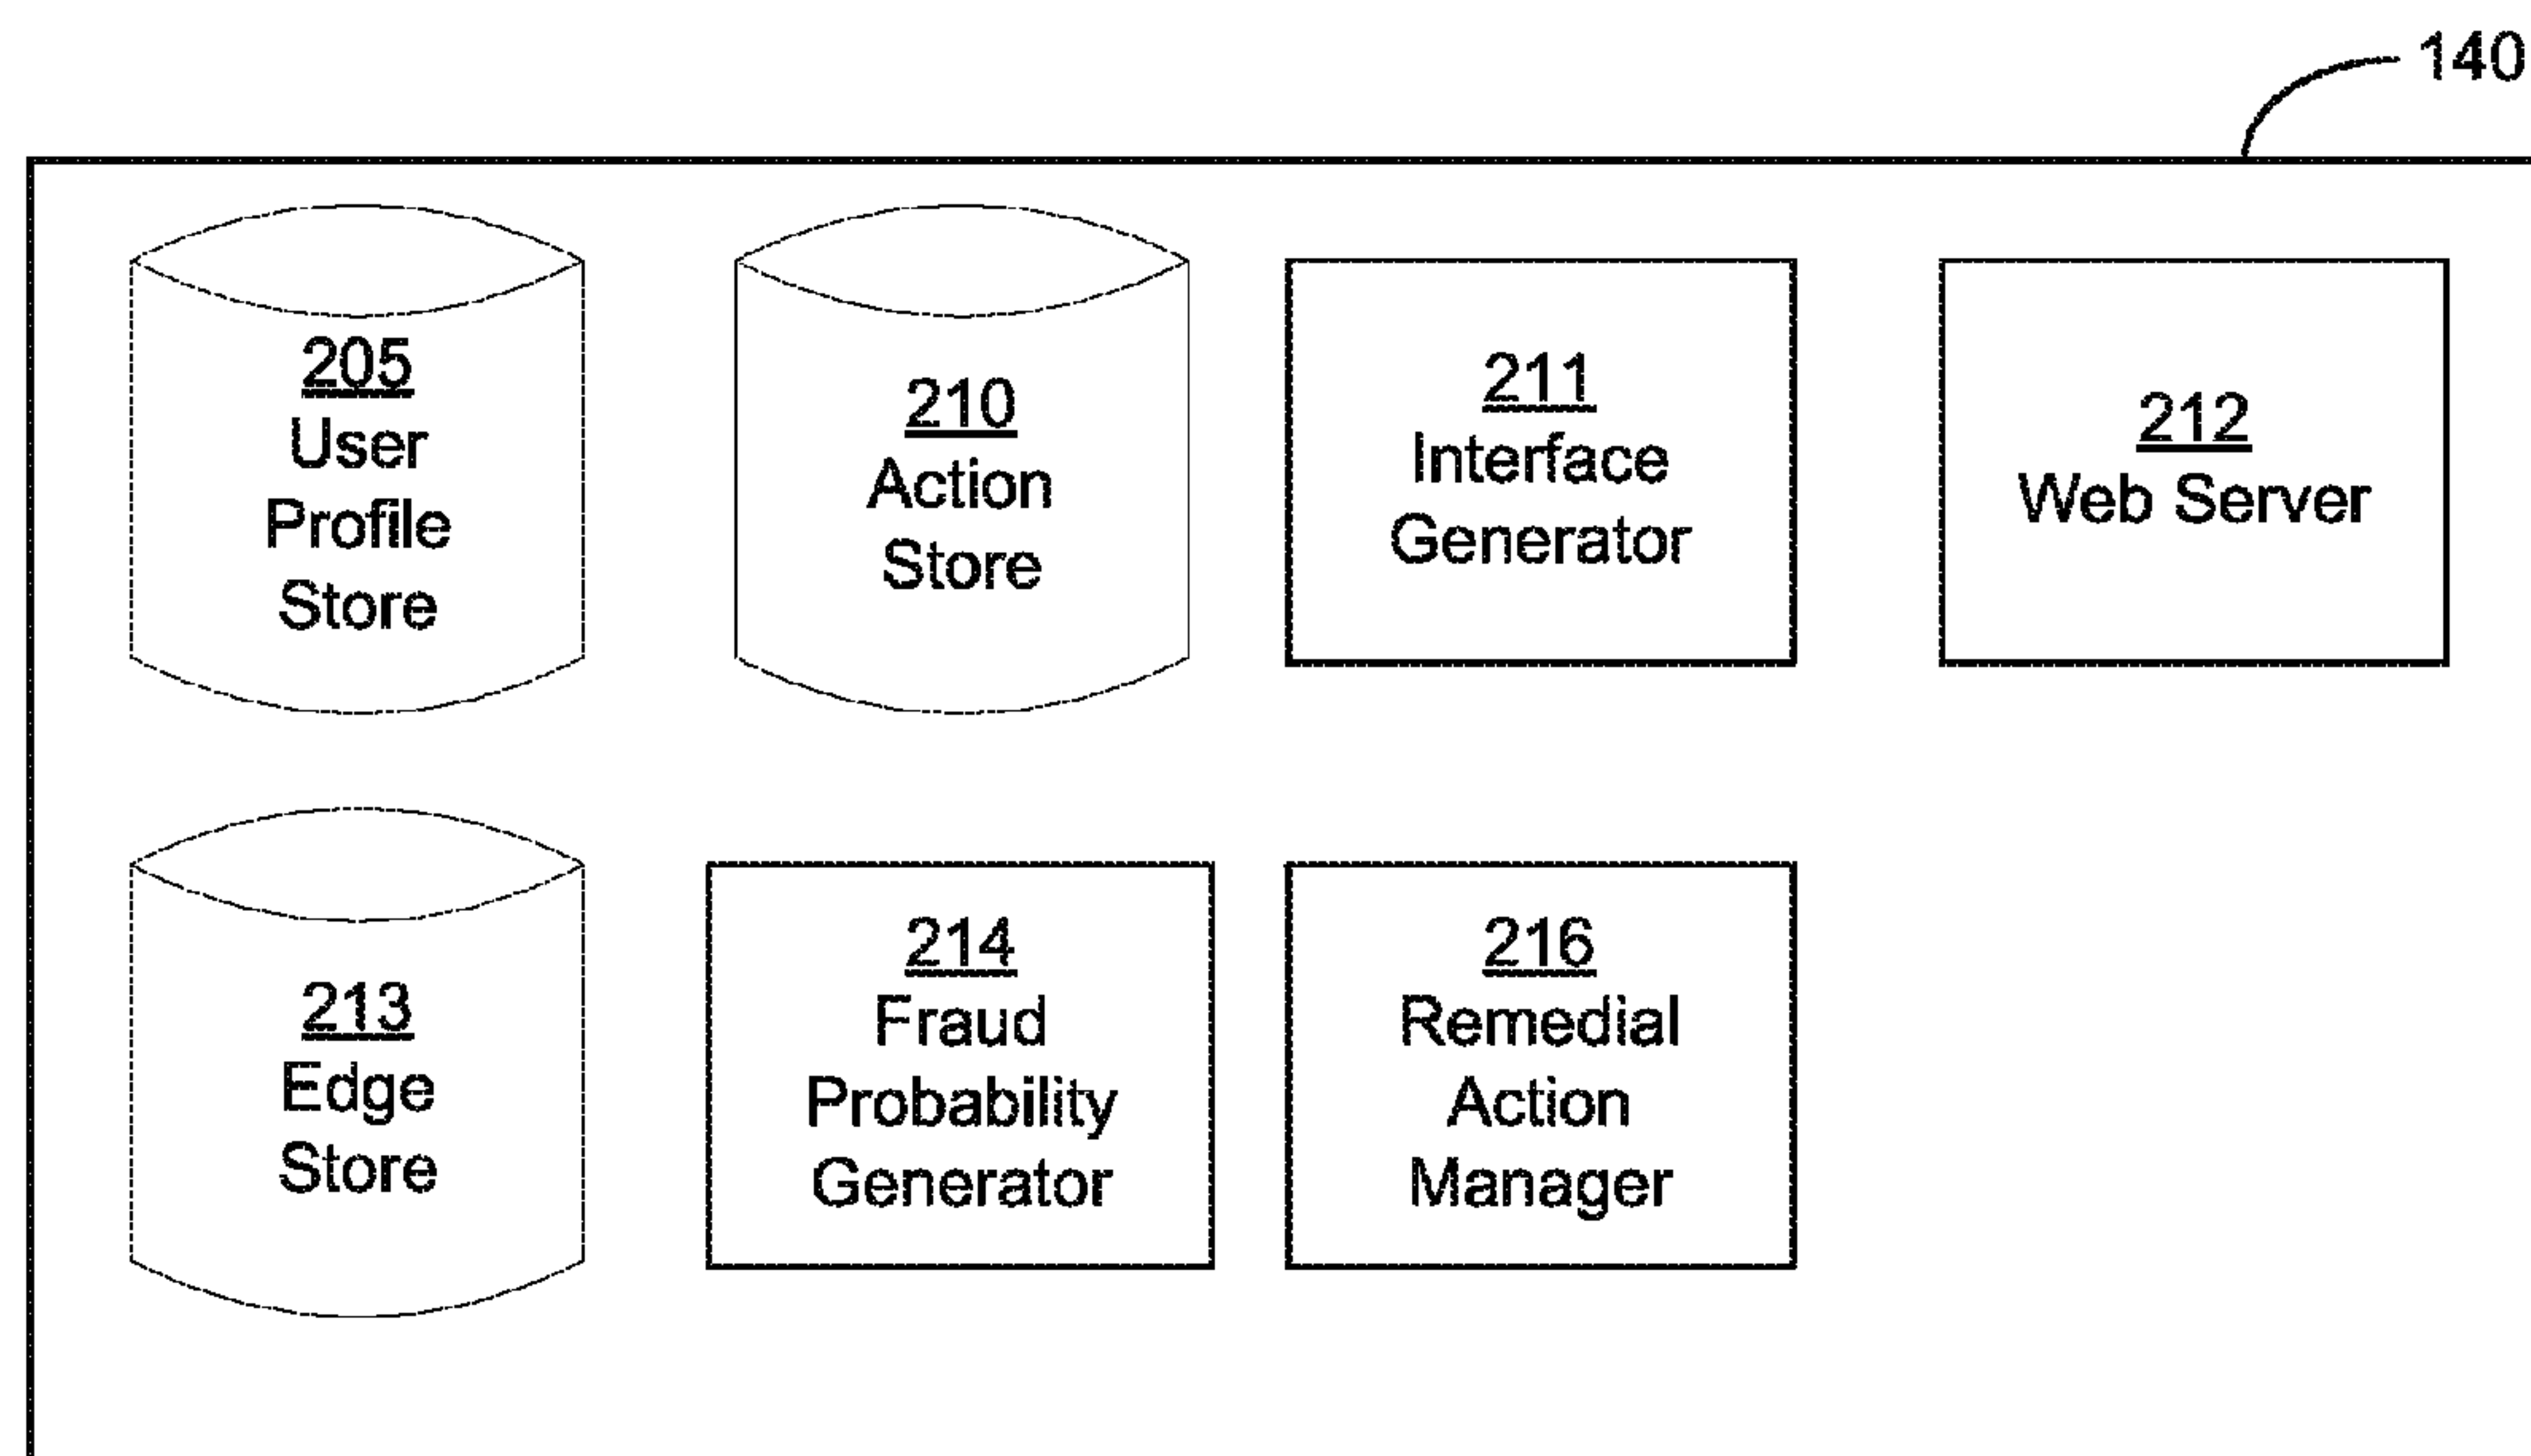 140
205
User
Profile
Store
210
Action
Store
211
Interface
Generator
212
Web Server
213
Edge
Store
214
Fraud
Probability
Generator
216
Remedial
Action
Manager